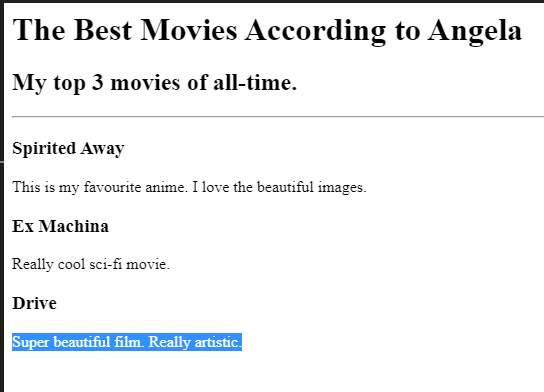 The Best Movies According to Angela
My top 3 movies of all-time.
Spirited Away
This is my favourite anime. I love the beautiful images.
Ex Machina
Really cool sci-fi movie.
Drive
Super beautiful film. Really artistic.